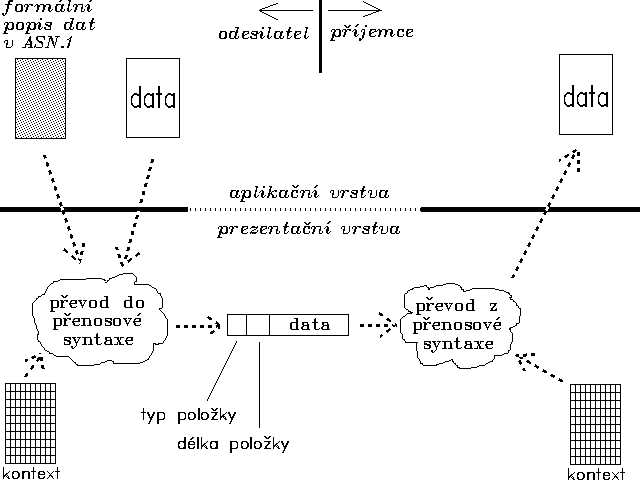 formální
popis dat
v ASN.1
odesilatel
příjemce
data
data
aplikační vrstva
prezentační vrstva
převod do
přenosové
syntaxe
data
převod z
přenosové
syntaxe
typ položky
délka položky
kontext
kontext